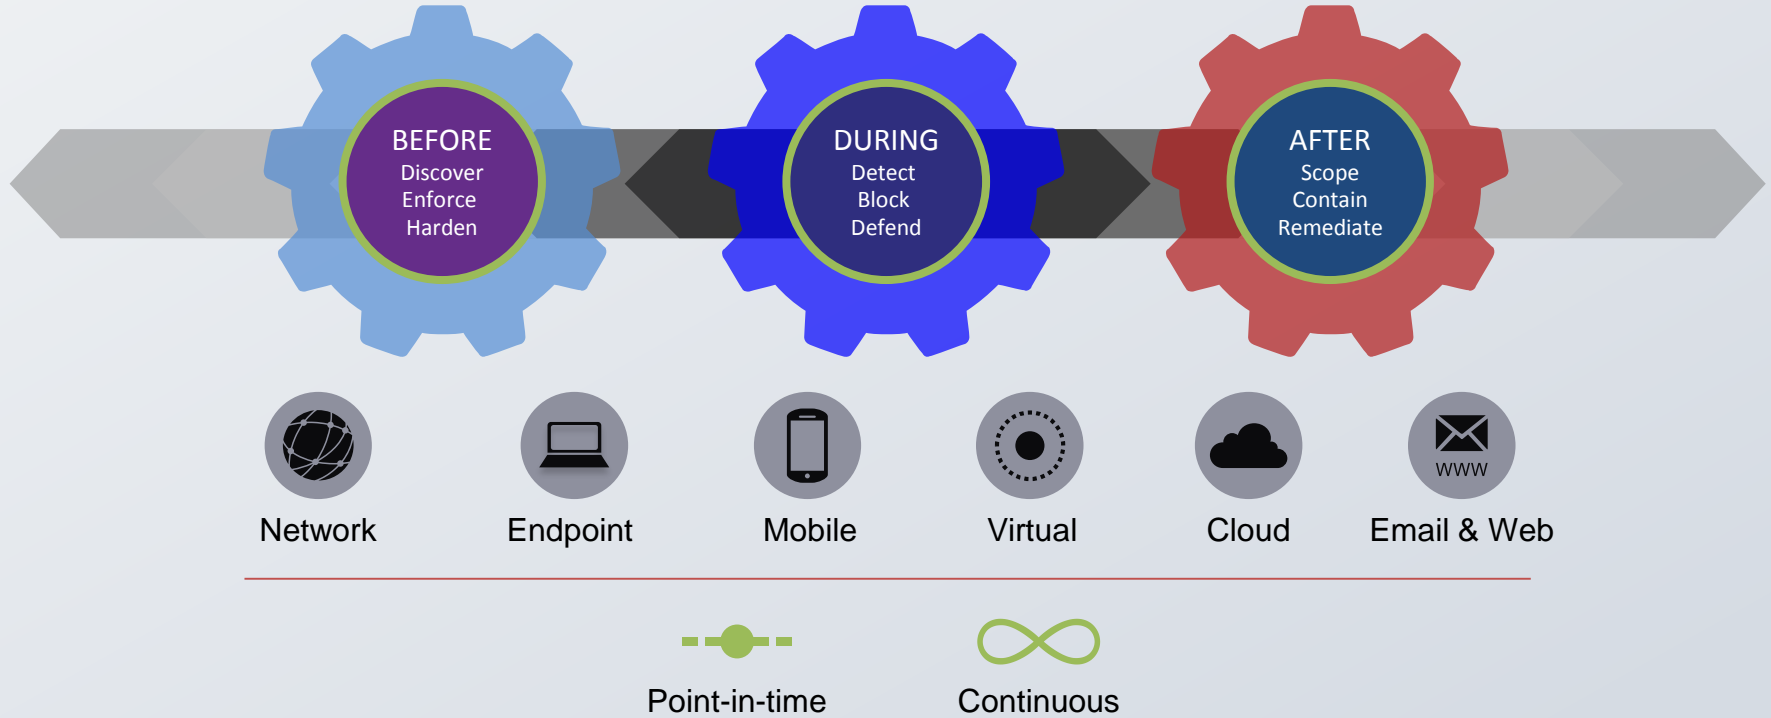 BEFORE
Discover
Enforce
Harden
DURING
Detect
Block
Defend
AFTER
Scope
Contain
Remediate
WWW
Network
Endpoint
Mobile
Virtual
Cloud
Email & Web
Point-in-time
Continuous